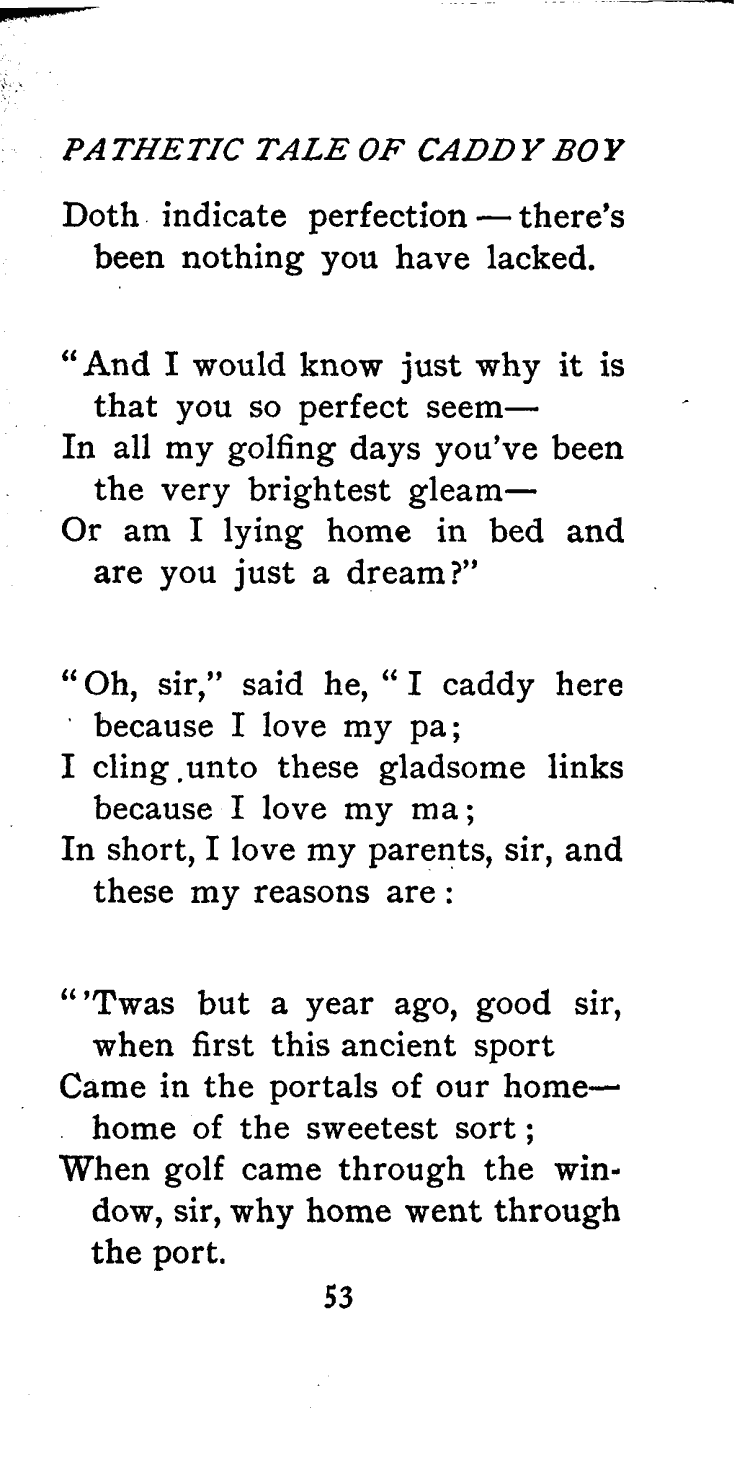 PATHETIC TALE OF CADDY BOY
Doth indicate perfection — there's
been nothing you have lacked.
“And I would know just why it is
that you so perfect seem—
In all my golfing days you've been
the very brightest gleam—
Or am I lying home in bed and
are you just a dream?”
“Oh, sir,” said he, “I caddy here
because I love my pa;
I cling unto these gladsome links
because I love my ma;
In short, I love my parents, sir, and
these my reasons are:
“'Twas but a year ago, good sir,
when first this ancient sport
Came in the portals of our home—
home of the sweetest sort;
When golf came through the win-
dow, sir, why home went through
the port.
53